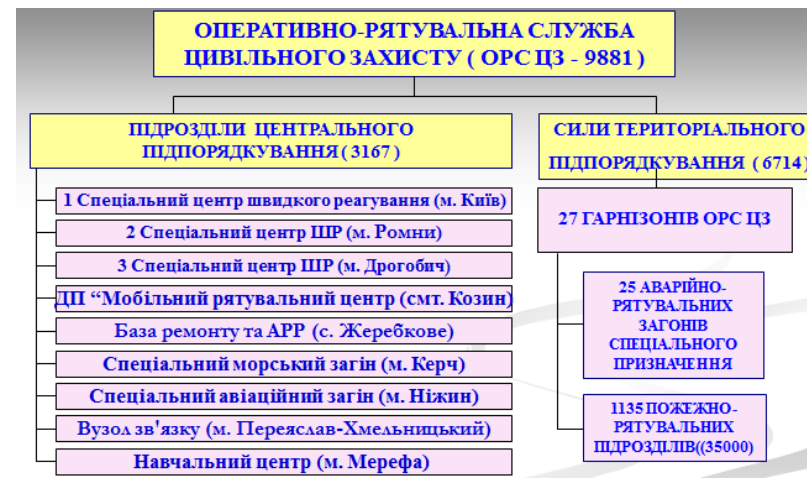 ОПЕРАТИВНО-РЯТУВАЛЬНА СЛУЖБА
ЦИВІЛЬНОГО ЗАХИСТУ ( ОРС ЦЗ - 9881)
ПІДРОЗДІЛИ ЦЕНТРАЛЬНОГО
ПІДПОРЯДКУВАННЯ ( 3167 )
1 Спеціальний центр швидкого реагування (м. Київ)
2 Спеціальний центр ШР (м. Ромни)
3 Спеціальний центр ШР (м. Дрогобич)
ДП “Мобільний рятувальний центр (смт. Козин)
База ремонту та АРР (с. Жеребкове)
Спеціальний морський загін (м. Керч)
Спеціальний авіаційний загін (м. Ніжин)
Вузол зв'язку (м. Переяслав-Хмельницький)
Навчальний центр (м. Мерефа)
СИЛИ ТЕРИТОРІАЛЬНОГО
ПІДПОРЯДКУВАННЯ ( 6714)
27 ГАРНІЗОНІВ ОРС ЦЗ
25 АВАРІЙНО-
РЯТУВАЛЬНИХ
ЗАГОНІВ
СПЕЦІАЛЬНОГО
ПРИЗНАЧЕННЯ
1135 ПОЖЕЖНО-
РЯТУВАЛЬНИХ
ПІДРОЗДІЛІВ((35000)